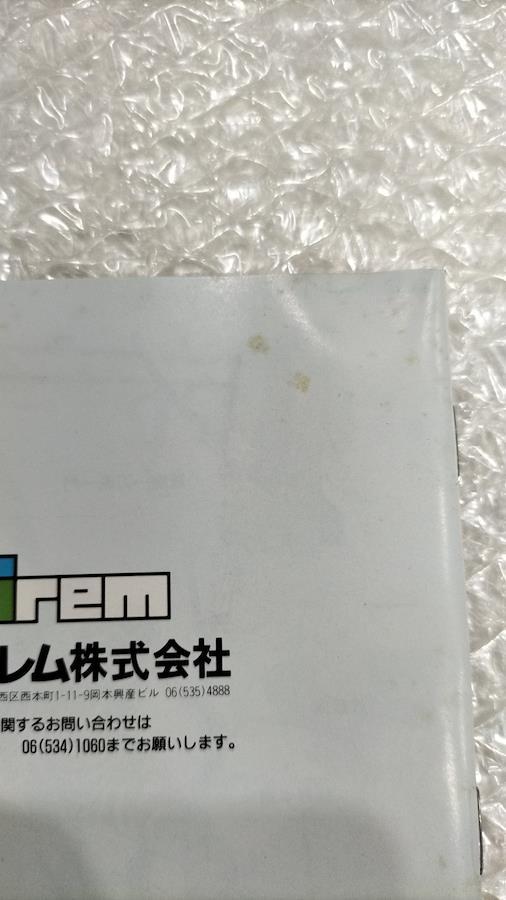 irem
レム株式会社
西区西本町1-11-9岡本興産ビル 06(535)4888
関するお問い合わせは
06(534)1060までお願いします。